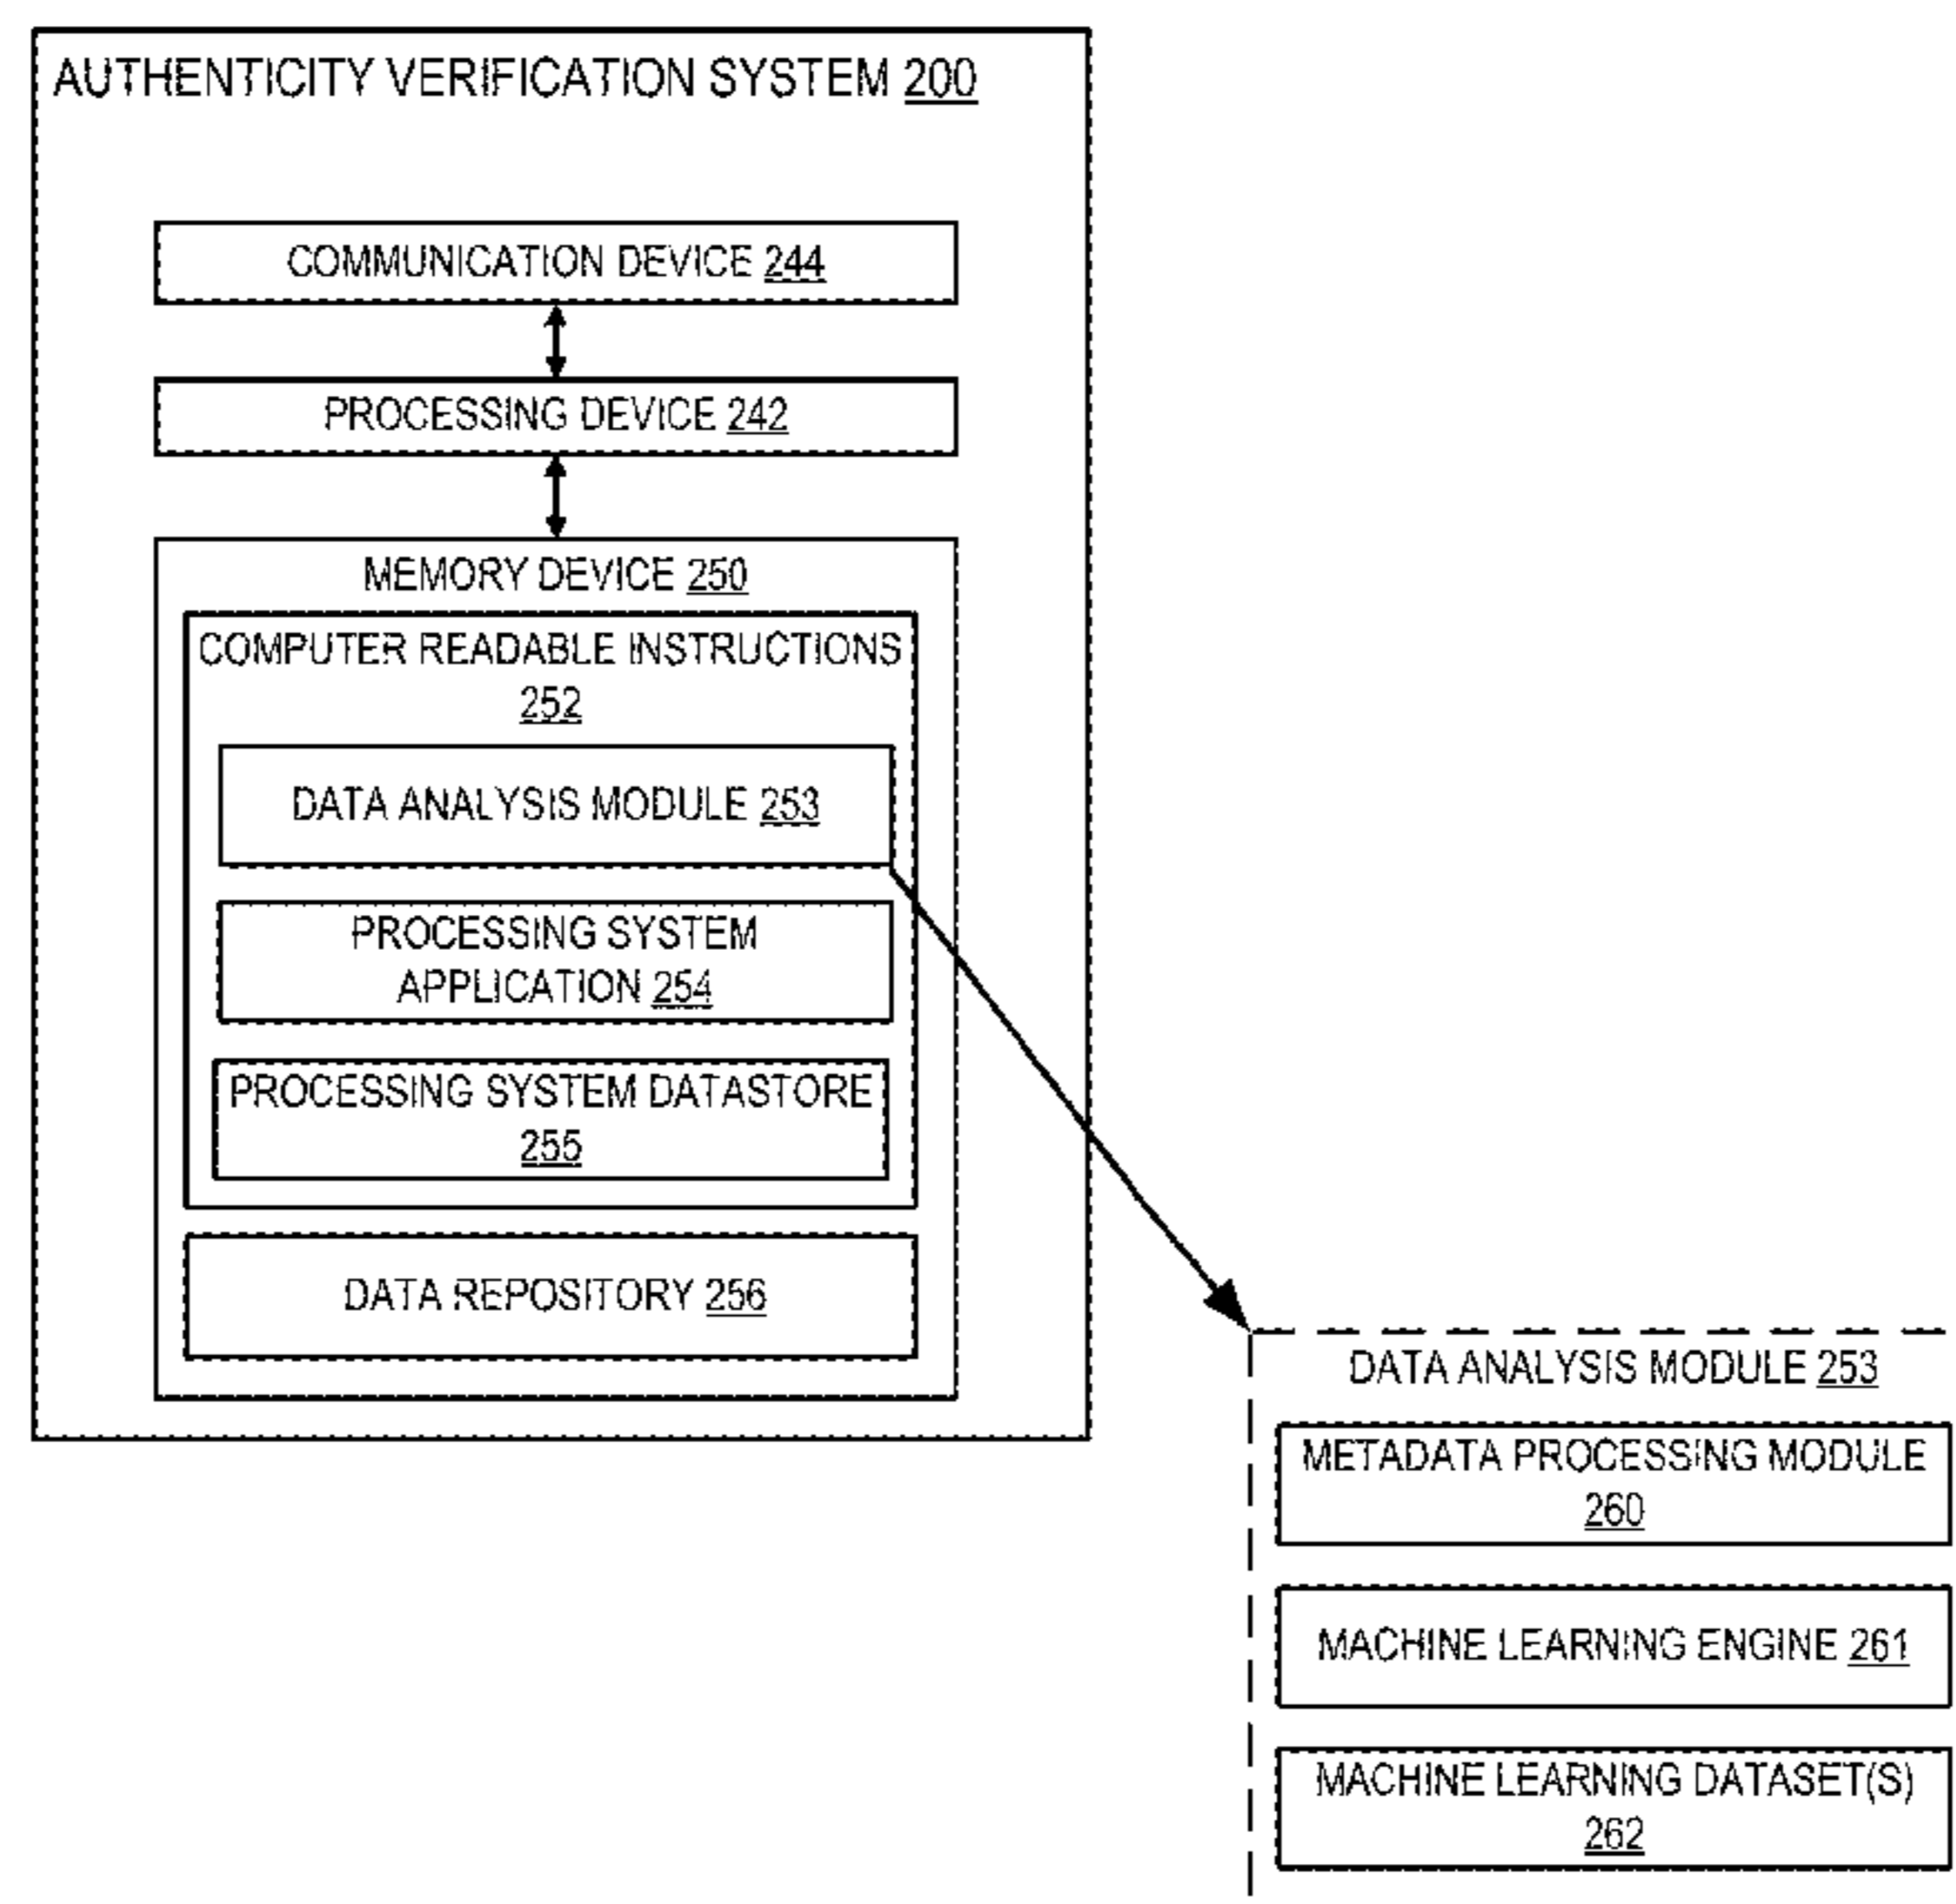 AUTHENTICITY VERIFICATION SYSTEM 200
COMMUNICATION DEVICE 244
PROCESSING DEVICE 242
MEMORY DEVICE 250
COMPUTER READABLE INSTRUCTIONS
252
DATA ANALYSIS MODULE 253
PROCESSING SYSTEM
APPLICATION 254
PROCESSING SYSTEM DATASTORE
255
DATA REPOSITORY 256
DATA ANALYSIS MODULE 253
METADATA PROCESSING MODULE
260
MACHINE LEARNING ENGINE 261
MACHINE LEARNING DATASET(S)
262